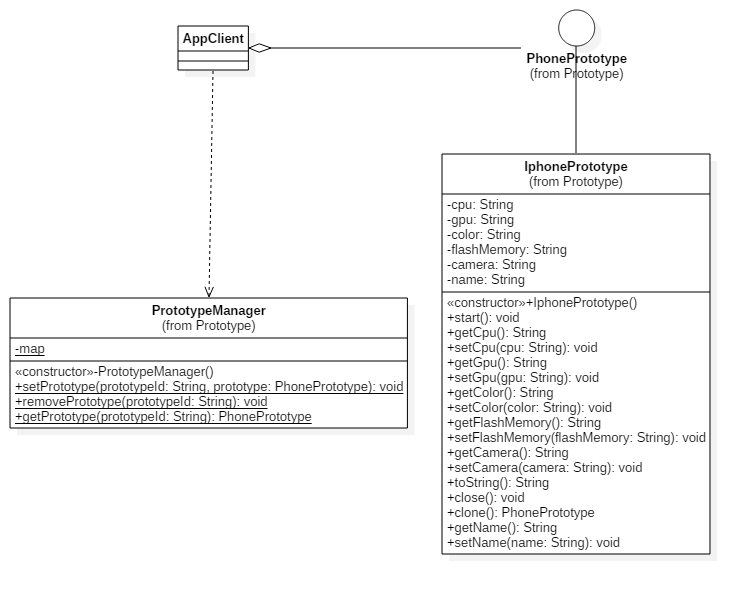 AppClient
PhonePrototype
(from Prototype)
IphonePrototype
(from Prototype)
-cpu: String
-gpu: String
-color: String
-flashMemory: String
-camera: String
-name: String
«constructor»+IphonePrototype()
+start(): void
+getCpu(): String
+setCpu(cpu: String): void
+getGpu(): String
+setGpu(gpu: String): void
+getColor(): String
+setColor(color: String): void
+getFlashMemory(): String
+setFlashMemory(flashMemory: String): void
+getCamera(): String
+setCamera(camera: String): void
+toString(): String
+close(): void
+clone(): PhonePrototype
+getName(): String
+setName(name: String): void
PrototypeManager
(from Prototype)
-map
«constructor»-PrototypeManager()
+setPrototype(prototypeId: String, prototype: PhonePrototype): void
+removePrototype(prototypeId: String): void
+getPrototype(prototypeId: String): PhonePrototype